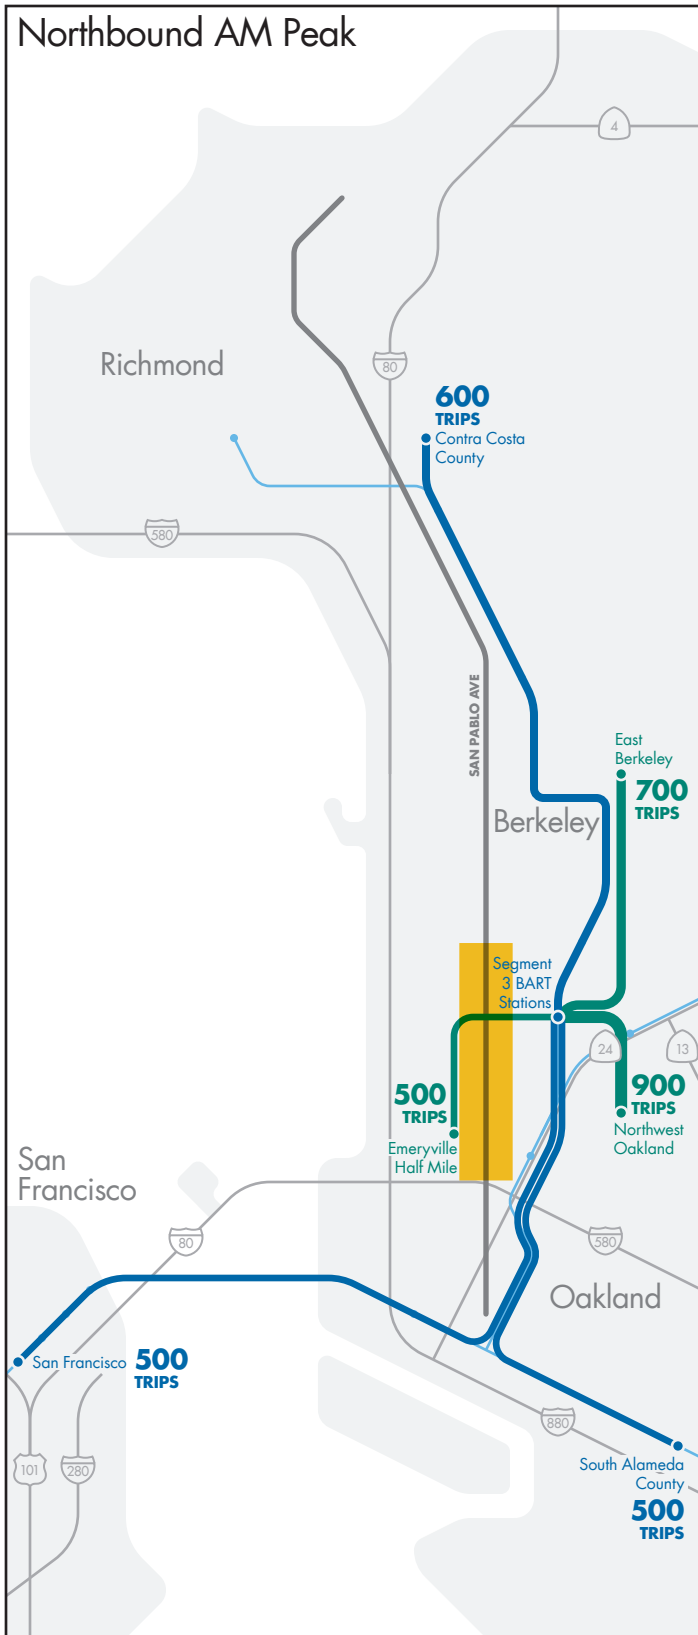 Northbound AM Peak
4
Richmond
80
600
TRIPS
Contra Costa
County
580
SAN PABLO AVE
East
Berkeley
700
TRIPS
Berkeley
Segment
3 BART
Stations
24
13
500
TRIPS
900
TRIPS
Emeryville
Half Mile
Northwest
Oakland
San
Francisco
80
580
Oakland
San Francisco
500
TRIPS
880
101
280
South Alameda
County
500
TRIPS